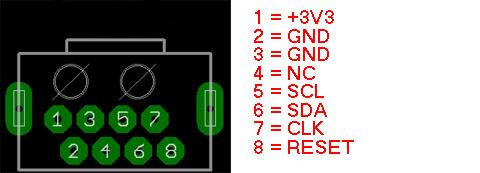 1 3 5 7
2 4 6 8
1 = +3V3
2 = GND
3 = GND
4 = NC
5 = SCL
6 = SDA
7 = CLK
8 = RESET